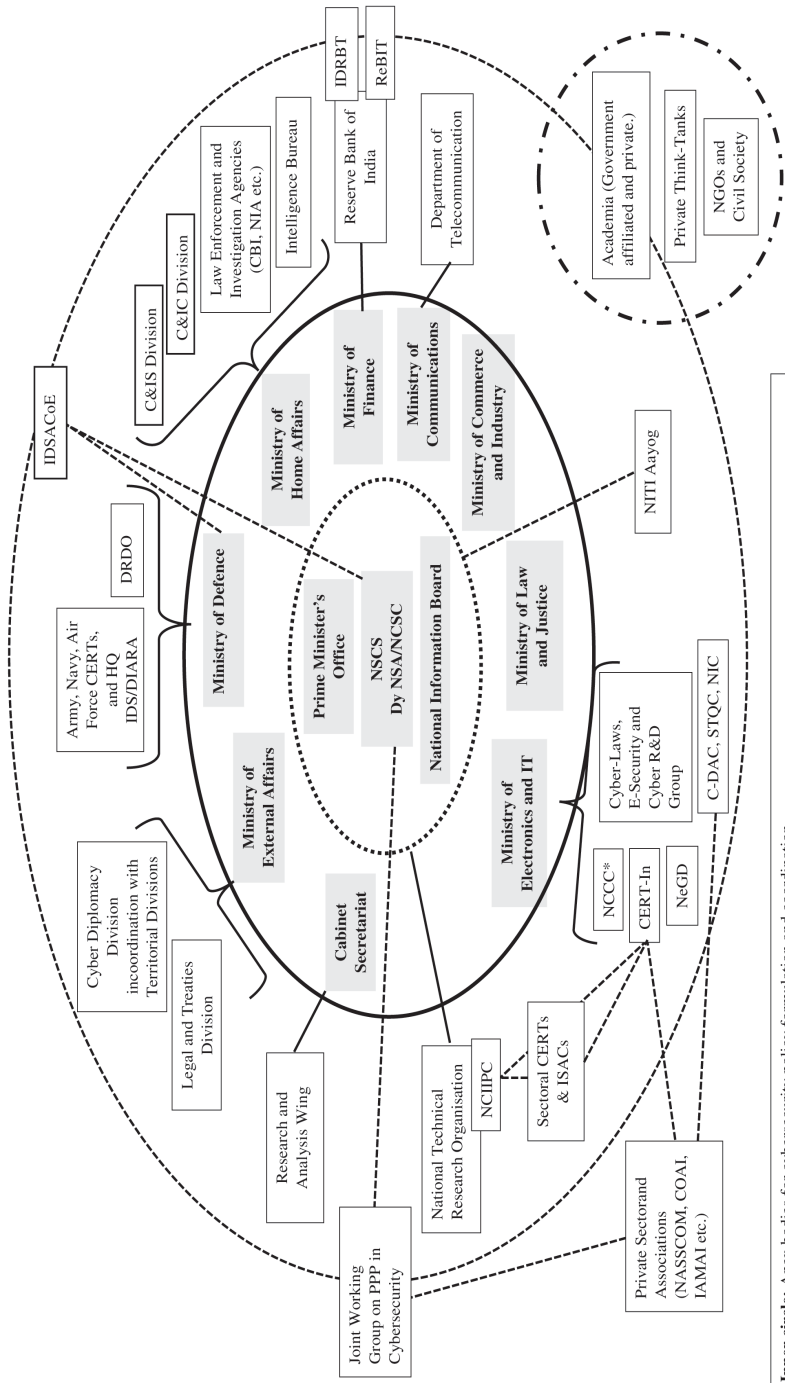 IDSACoE
C&IS Division
C&IC Division
Law Enforcement and
Investigation Agencies
(CBI, NIA etc.)
Intelligence Bureau
IDRBT
ReBIT
Reserve Bank of
India
Department of
Telecommunication
Academia (Government
affiliated and private.)
Private Think-Tanks
NGOs and
Civil Society
Army, Navy, Air
Force CERTs,
and HQ
IDS/DIARA
DRDO
Ministry of Defence
Ministry of
Home Affairs
Ministry of
Finance
Ministry of
Communications
Ministry of Commerce
and Industry
Prime Minister's
Office
NSCS
Dy NSA/NCSC
National Information Board
Ministry of Law
and Justice
NITI Aayog
Cyber Diplomacy
Division
incoordination with
Territorial Divisions
Legal and Treaties
Division
Ministry of
External Affairs
Cabinet
Secretariat
Ministry of
Electronics and IT
Research and
Analysis Wing
National Technical
Research Organisation
NCIIPC
Sectoral CERTs
& ISACs
NCCC*
CERT-In
NeGD
Cyber-Laws,
E-Security and
Cyber R&D
Group
C-DAC, STQC, NIC
Joint Working
Group on PPP in
Cybersecurity
Private Sectorand
Associations
(NASSCOM, COAI,
IAMAI etc.)